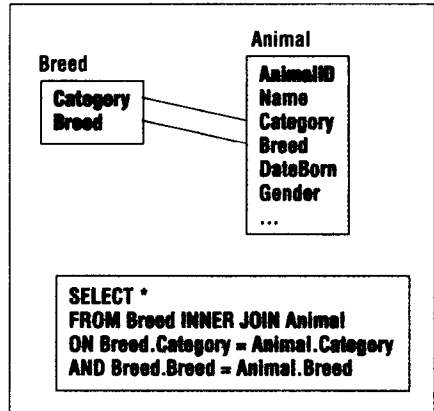 Breed
Category
Breed
Animal
AnimalID
Name
Category
Breed
DateBorn
Gender
...
SELECT *
FROM Breed INNER JOIN Animal
ON Breed.Category = Animal.Category
AND Breed.Breed = Animal.Breed